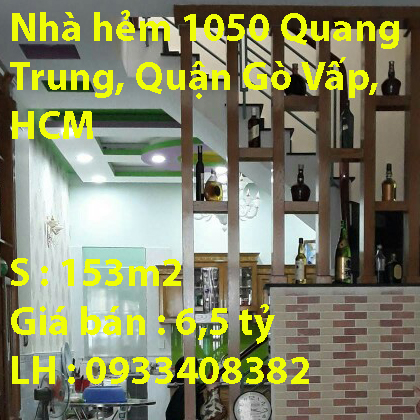 Nhà hẻm 1050 Quang
Trung, Quận Gò Vấp,
HCM
S : 153m2
Giá bán : 6,5 tỷ
LH : 0933408382